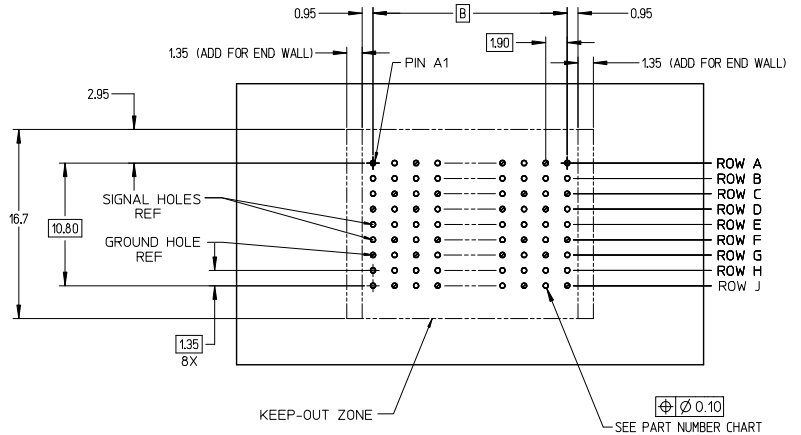 0.95
B
0.95
1.90
1.35 (ADD FOR END WALL)
PIN A1
1.35 (ADD FOR END WALL)
2.95
ROW A
ROW B
ROW C
ROW D
ROW E
ROW F
ROW G
ROW H
ROW J
SIGNAL HOLES
REF
16.7
10.80
GROUND HOLE
REF
1.35
8X
KEEP-OUT ZONE
⌖ Ø 0.10
SEE PART NUMBER CHART